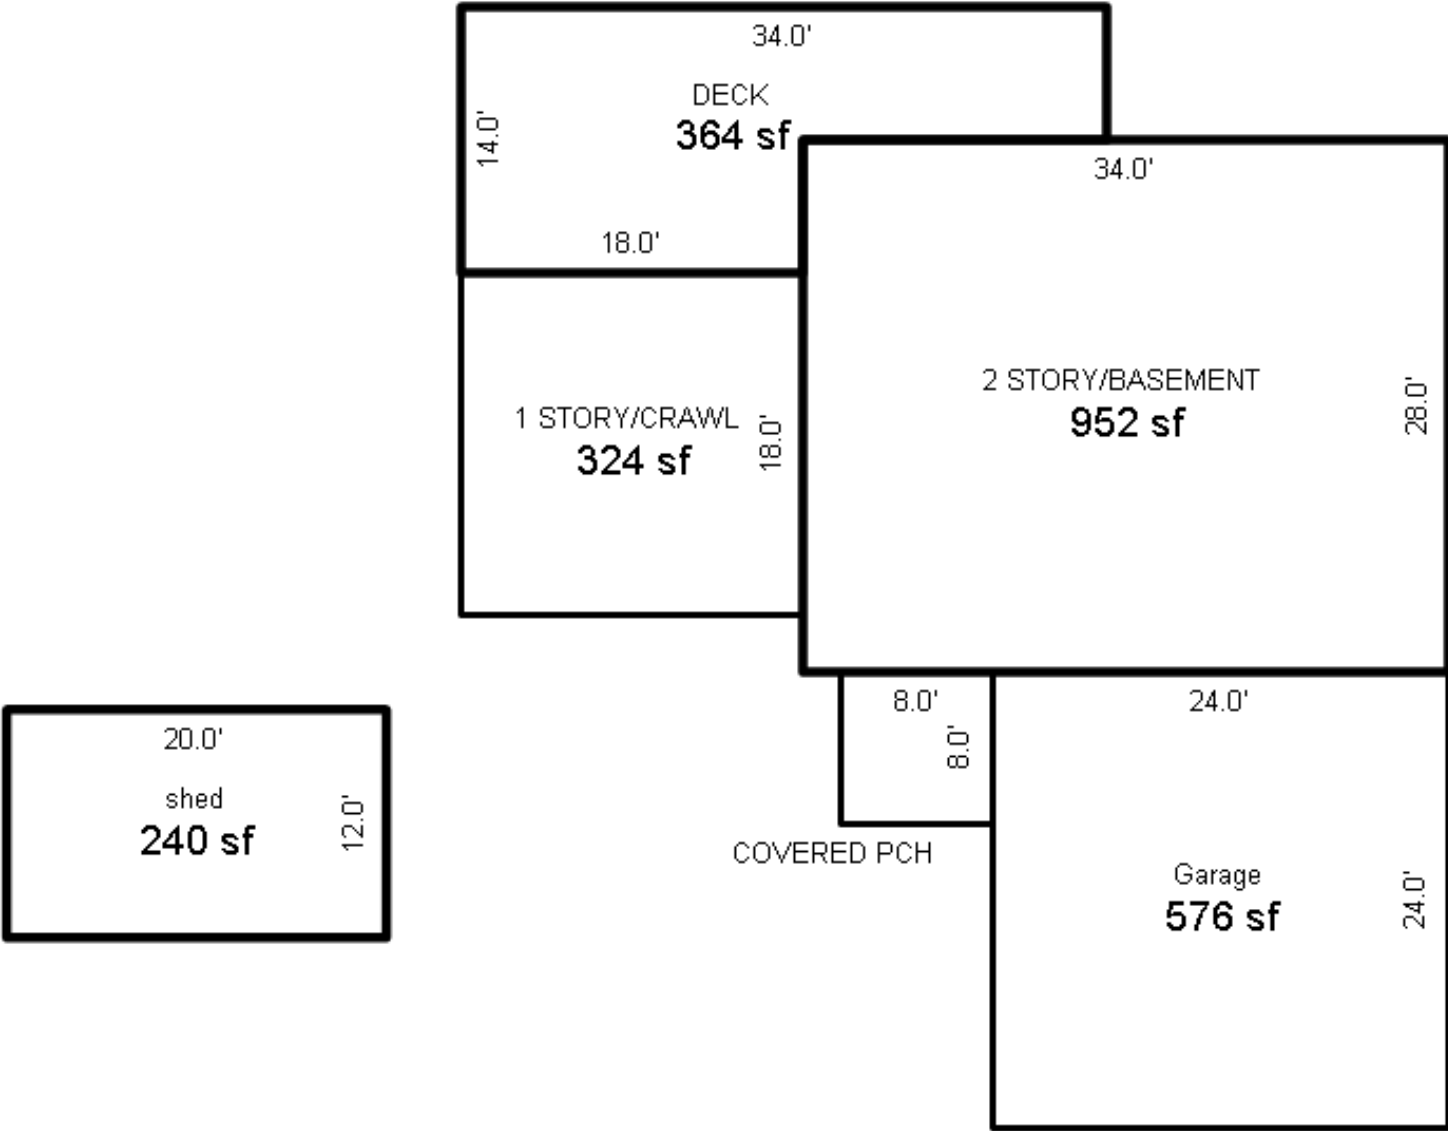 34.0'
DECK
364 sf
14.0'
18.0'
34.0'
2 STORY/BASEMENT
952 sf
28.0'
1 STORY/CRAWL
324 sf
18.0'
8.0'
8.0'
COVERED PCH
24.0'
Garage
576 sf
24.0'
20.0'
shed
240 sf
12.0'